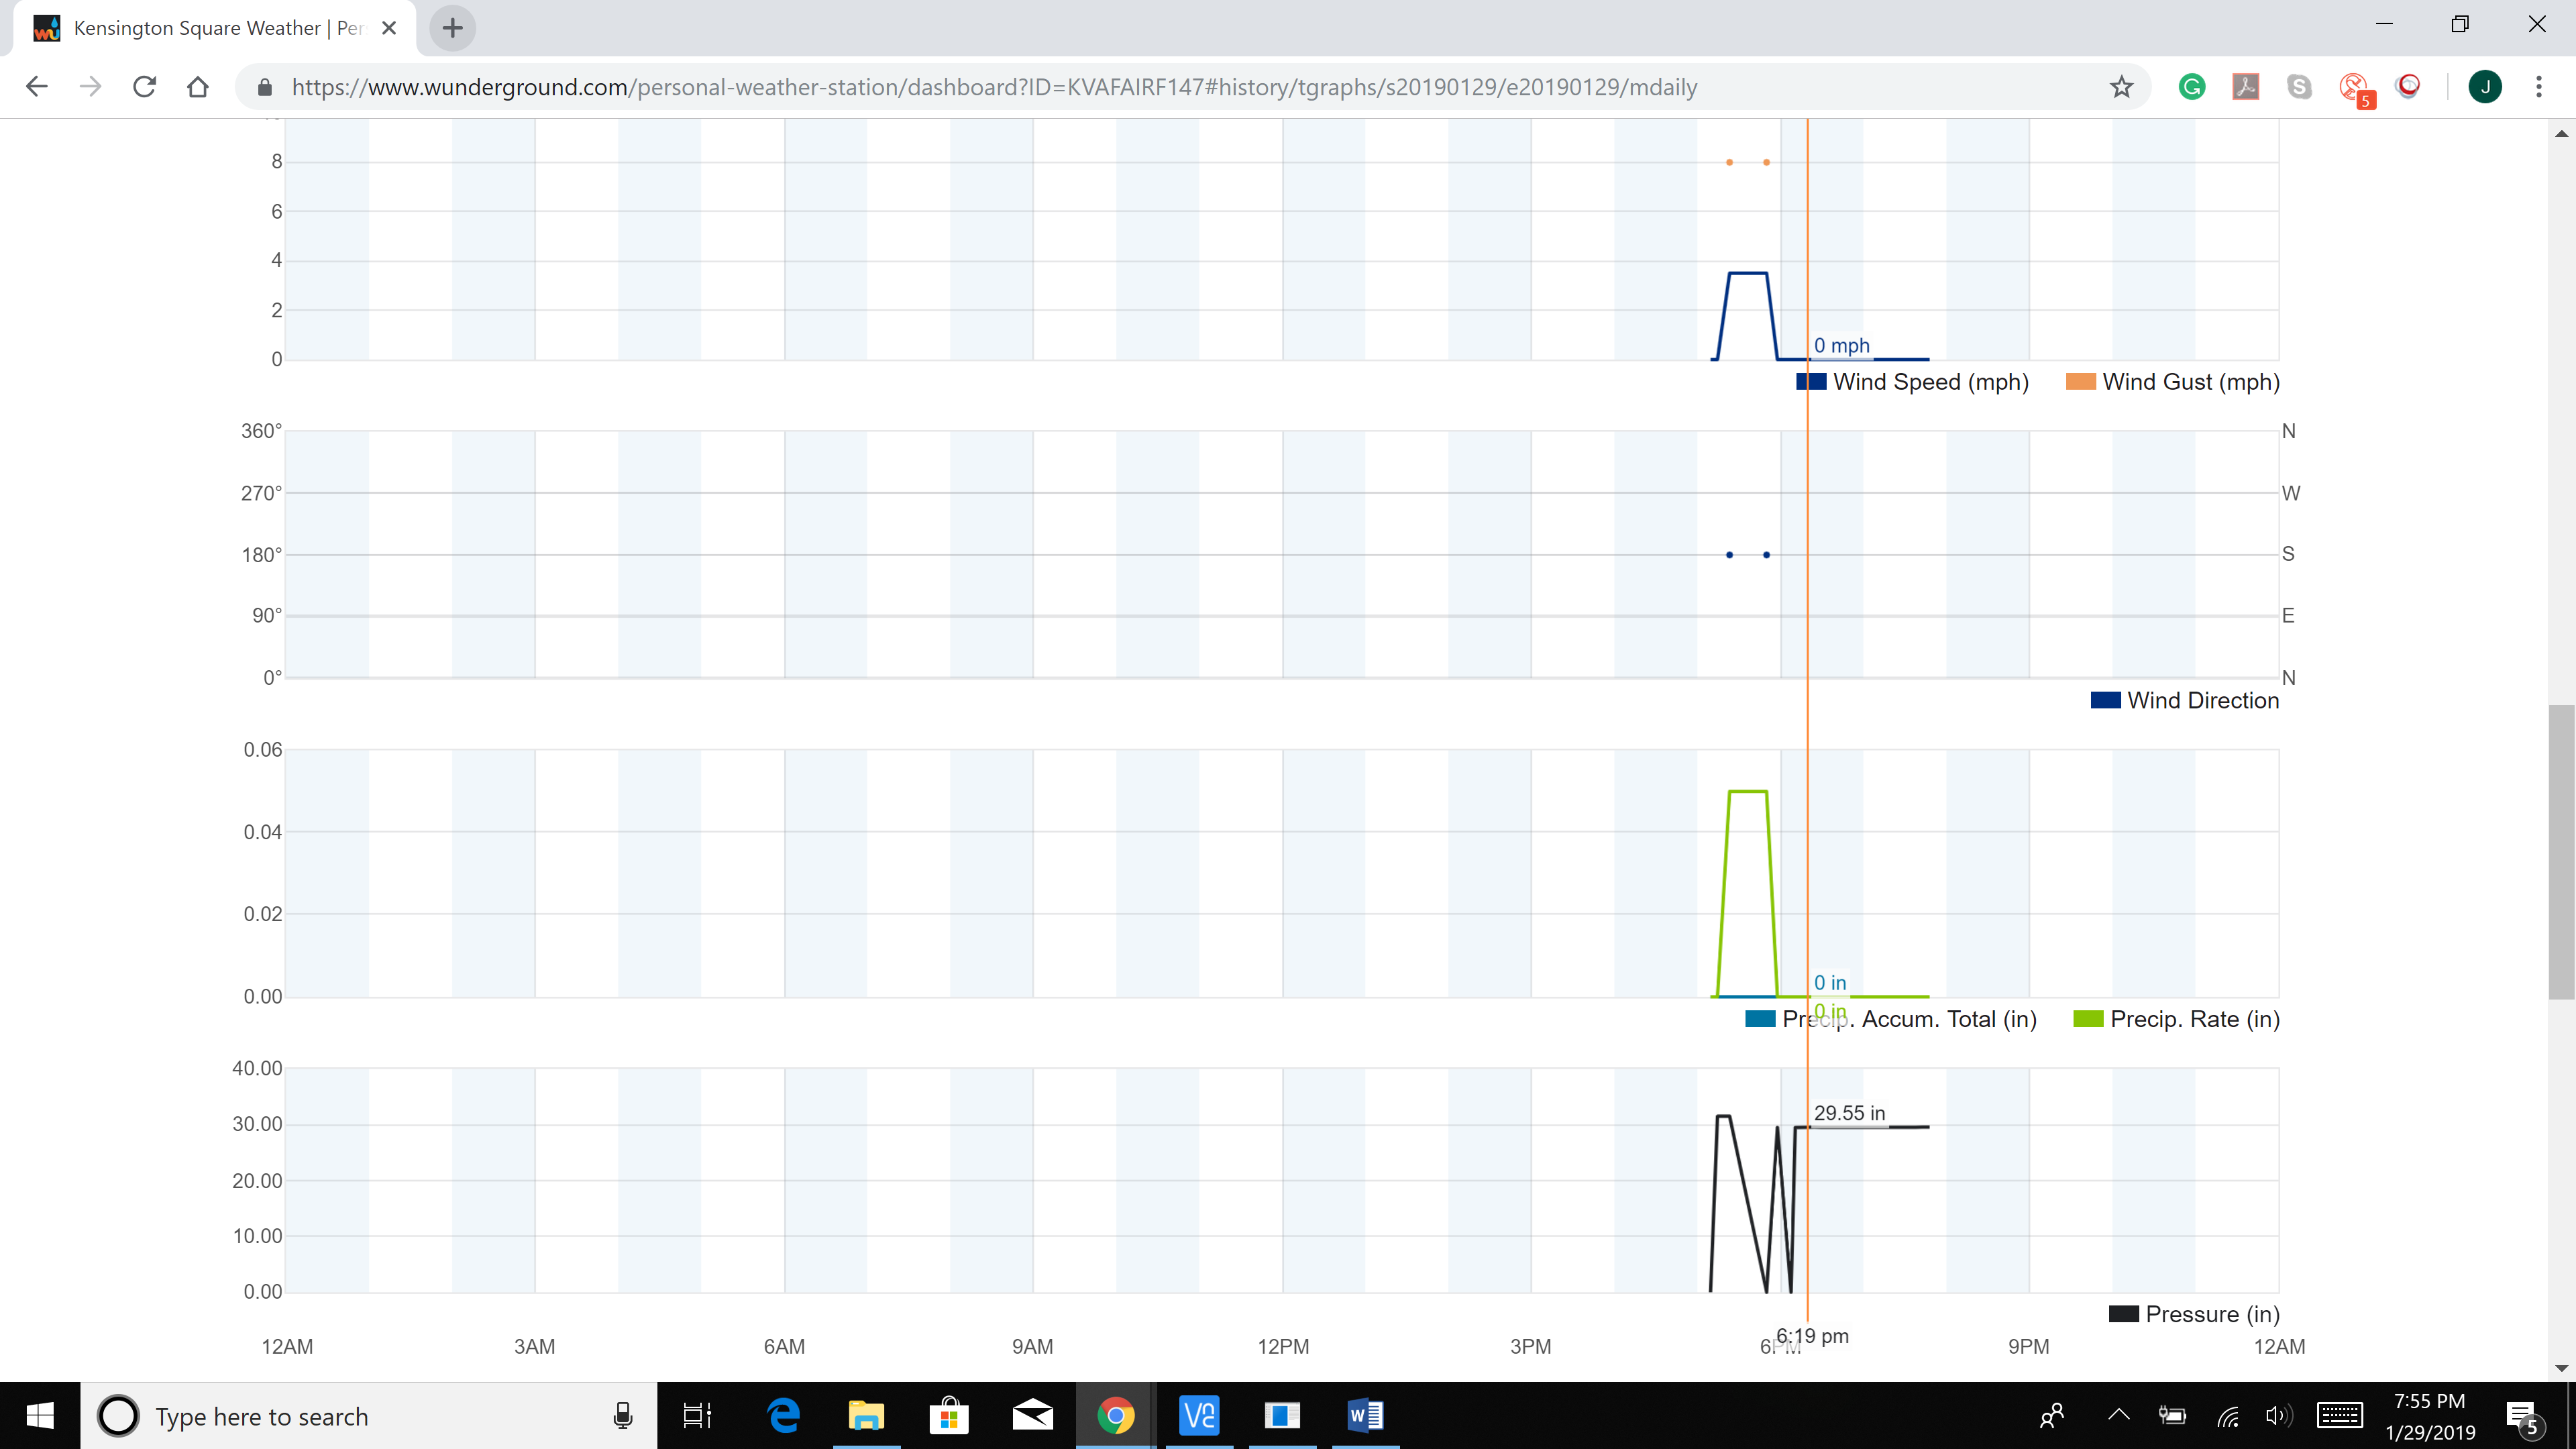 Kensington Square Weather | Per
https://www.wunderground.com/personal-weather-station/dashboard?ID=KVAFAIRF147#history/tgraphs/s20190129/e20190129/mdaily
5
J
8
6
4
2
0
0 mph
Wind Speed (mph) Wind Gust (mph)
360° N
270° W
180° S
90° E
0° N
Wind Direction
0.06
0.04
0.02
0.00
0 in
0 in
Precip. Accum. Total (in) Precip. Rate (in)
40.00
30.00
20.00
10.00
0.00
29.55 in
Pressure (in)
6:19 pm
12AM 3AM 6AM 9AM 12PM 3PM 6PM 9PM 12AM
Type here to search
7:55 PM
1/29/2019
5